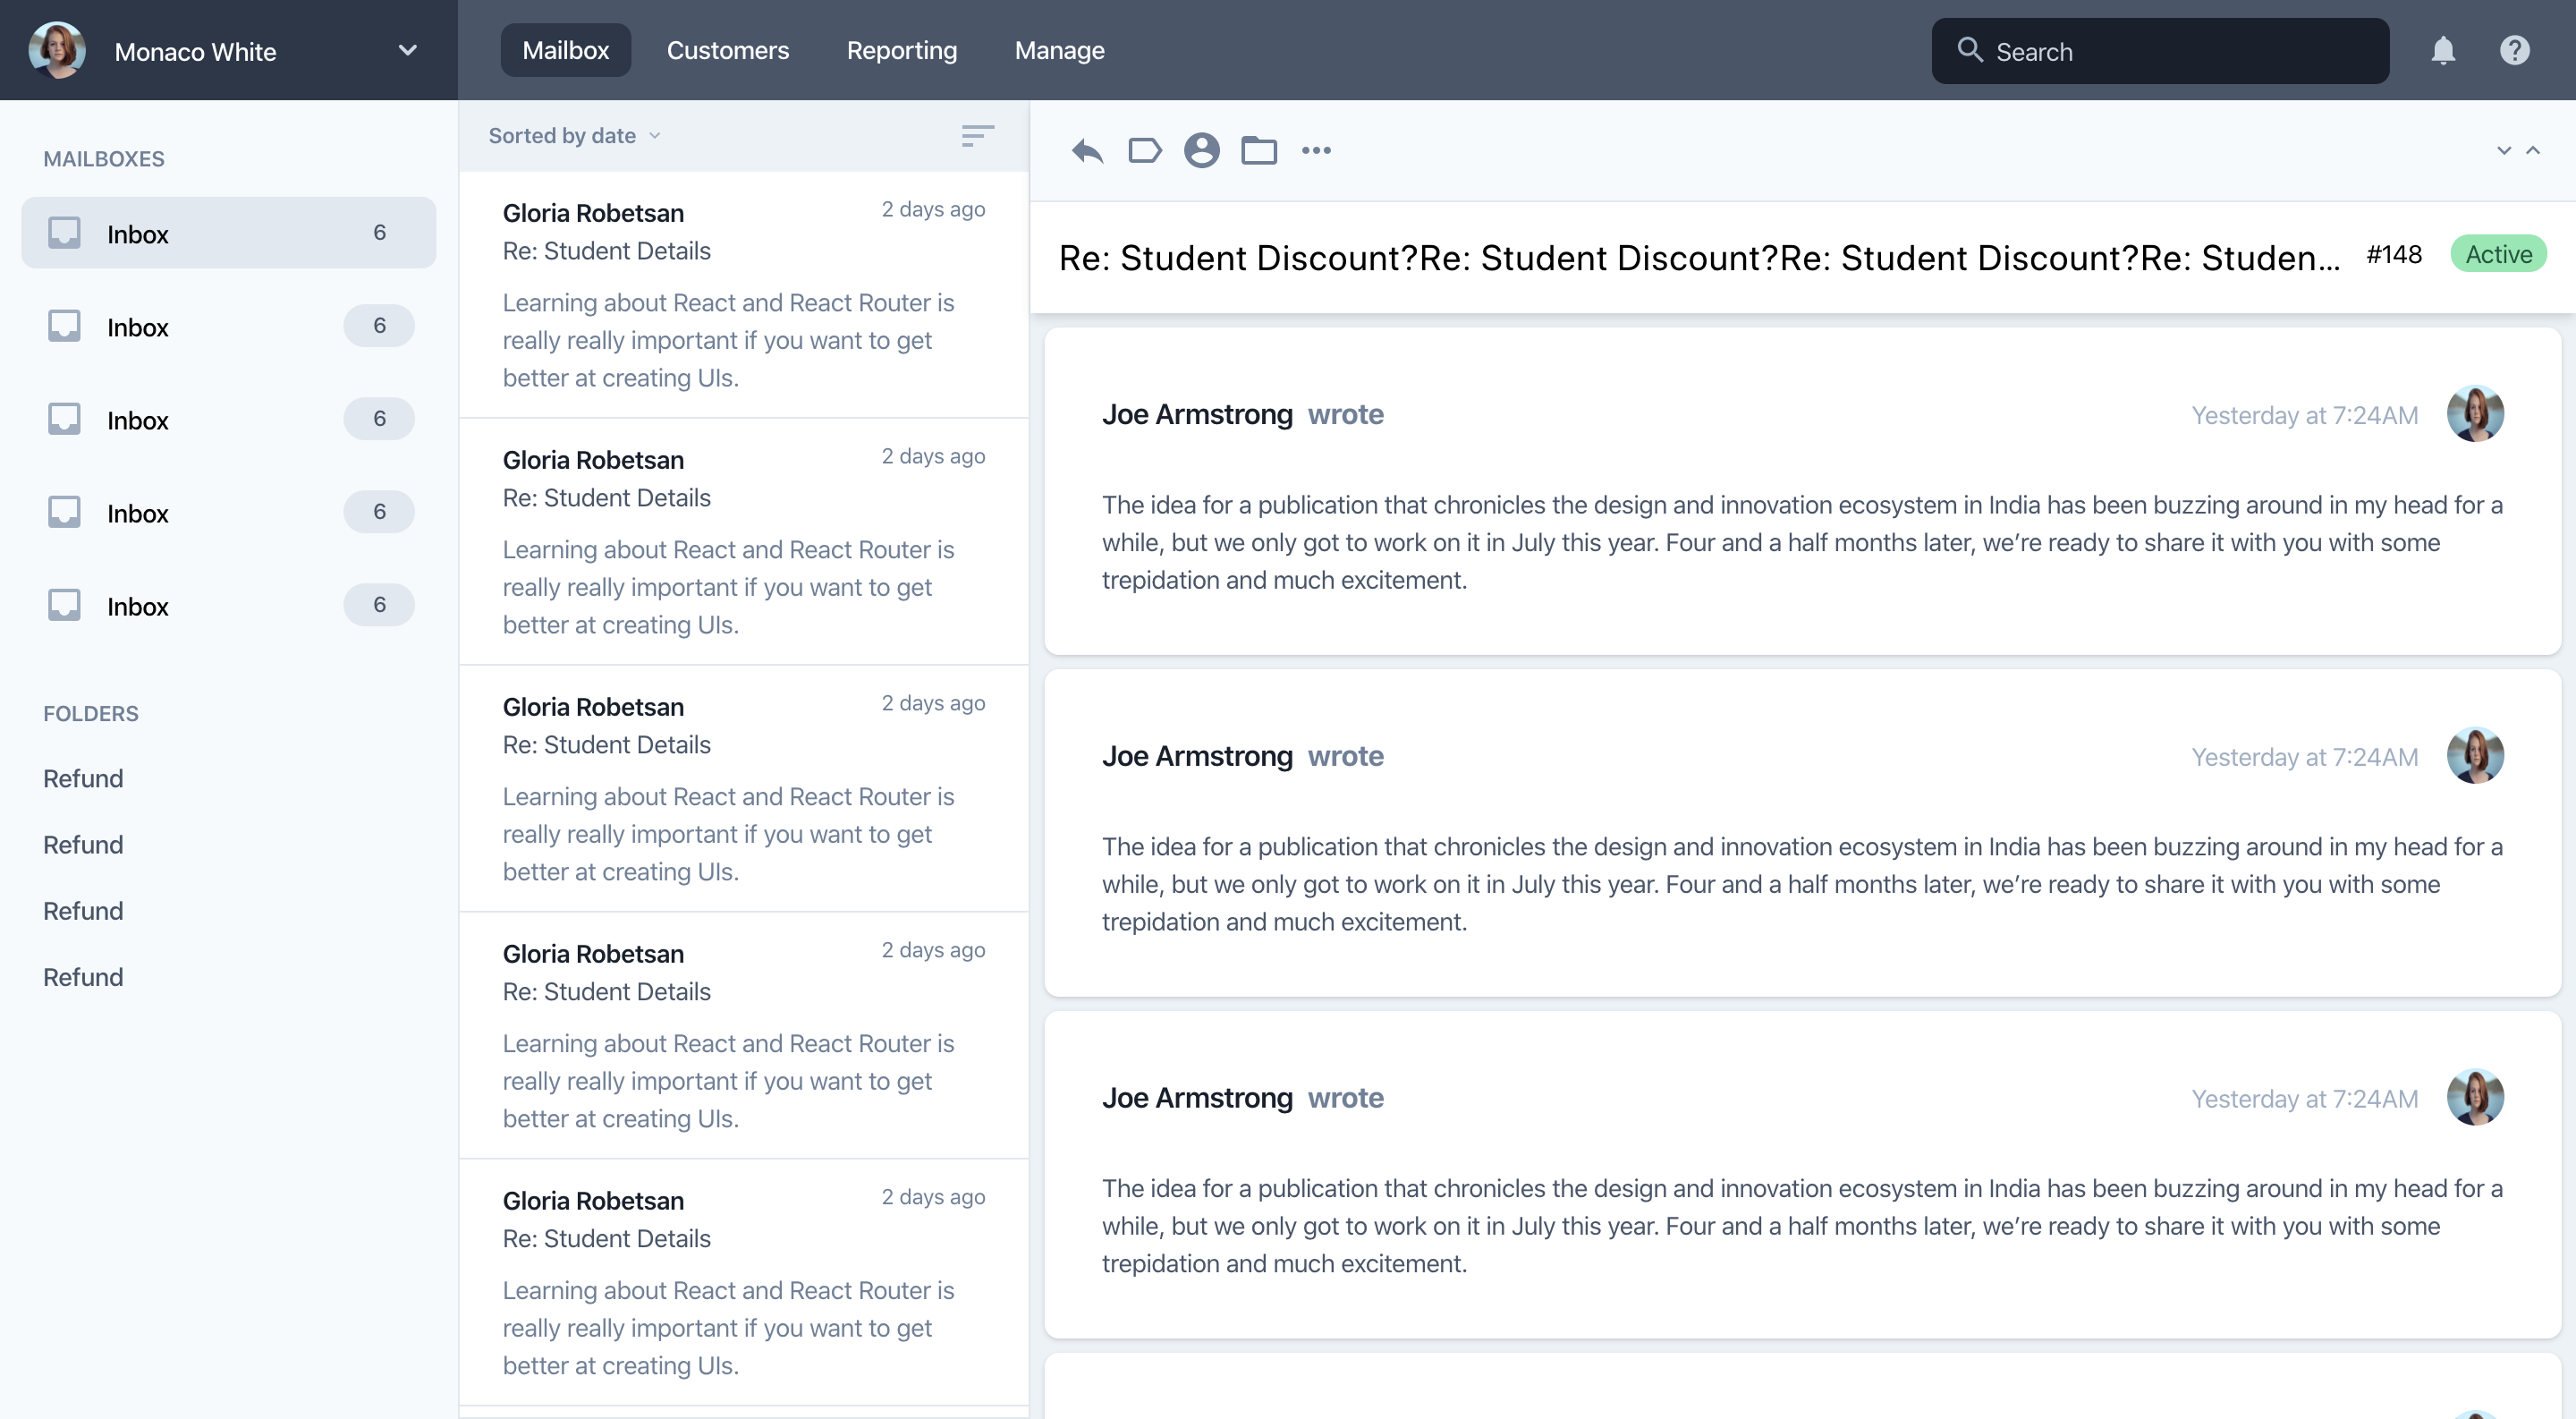 Monaco White
Mailbox
Customers
Reporting
Manage
Search
MAILBOXES
Inbox 6
Inbox 6
Inbox 6
Inbox 6
Inbox 6
FOLDERS
Refund
Refund
Refund
Refund
Sorted by date
Gloria Robetsan 2 days ago
Re: Student Details
Learning about React and React Router is
really really important if you want to get
better at creating UIs.
Gloria Robetsan 2 days ago
Re: Student Details
Learning about React and React Router is
really really important if you want to get
better at creating UIs.
Gloria Robetsan 2 days ago
Re: Student Details
Learning about React and React Router is
really really important if you want to get
better at creating UIs.
Gloria Robetsan 2 days ago
Re: Student Details
Learning about React and React Router is
really really important if you want to get
better at creating UIs.
Gloria Robetsan 2 days ago
Re: Student Details
Learning about React and React Router is
really really important if you want to get
better at creating UIs.
Re: Student Discount?Re: Student Discount?Re: Student Discount?Re: Studen... #148 Active
Joe Armstrong wrote Yesterday at 7:24AM
The idea for a publication that chronicles the design and innovation ecosystem in India has been buzzing around in my head for a
while, but we only got to work on it in July this year. Four and a half months later, we’re ready to share it with you with some
trepidation and much excitement.
Joe Armstrong wrote Yesterday at 7:24AM
The idea for a publication that chronicles the design and innovation ecosystem in India has been buzzing around in my head for a
while, but we only got to work on it in July this year. Four and a half months later, we’re ready to share it with you with some
trepidation and much excitement.
Joe Armstrong wrote Yesterday at 7:24AM
The idea for a publication that chronicles the design and innovation ecosystem in India has been buzzing around in my head for a
while, but we only got to work on it in July this year. Four and a half months later, we’re ready to share it with you with some
trepidation and much excitement.